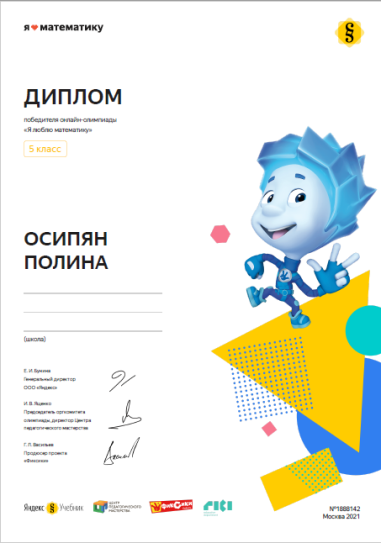 я❤математику
§
ДИПЛОМ
победителя онлайн-олимпиады
«Я люблю математику»
5 класс
ОСИПЯН
ПОЛИНА
(школа)
Е. И. Бунина
Генеральный директор
ООО «Яндекс»
И. В. Ященко
Председатель оргкомитета
олимпиады, директор Центра
педагогического мастерства
Г. Л. Васильев
Продюсер проекта
«Фиксики»
Яндекс § Учебник
ЦЕНТР
ПЕДАГОГИЧЕСКОГО
МАСТЕРСТВА
ФИКСИКИ
№1888142
Москва 2021